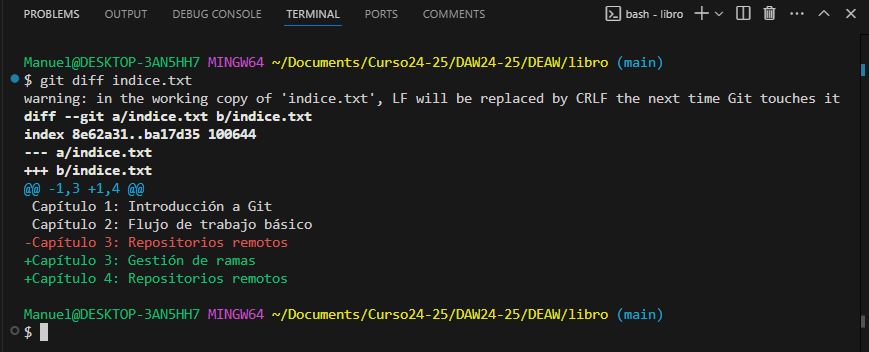 PROBLEMS OUTPUT DEBUG CONSOLE TERMINAL PORTS COMMENTS bash - libro
Manuel@DESKTOP-3AN5HH7 MINGW64 ~/Documents/Curso24-25/DAW24-25/DEAW/libro (main)
$ git diff indice.txt
warning: in the working copy of 'indice.txt', LF will be replaced by CRLF the next time Git touches it
diff --git a/indice.txt b/indice.txt
index 8e62a31..ba17d35 100644
--- a/indice.txt
+++ b/indice.txt
@@ -1,3 +1,4 @@
 Capítulo 1: Introducción a Git
 Capítulo 2: Flujo de trabajo básico
-Capítulo 3: Repositorios remotos
+Capítulo 3: Gestión de ramas
+Capítulo 4: Repositorios remotos
Manuel@DESKTOP-3AN5HH7 MINGW64 ~/Documents/Curso24-25/DAW24-25/DEAW/libro (main)
$